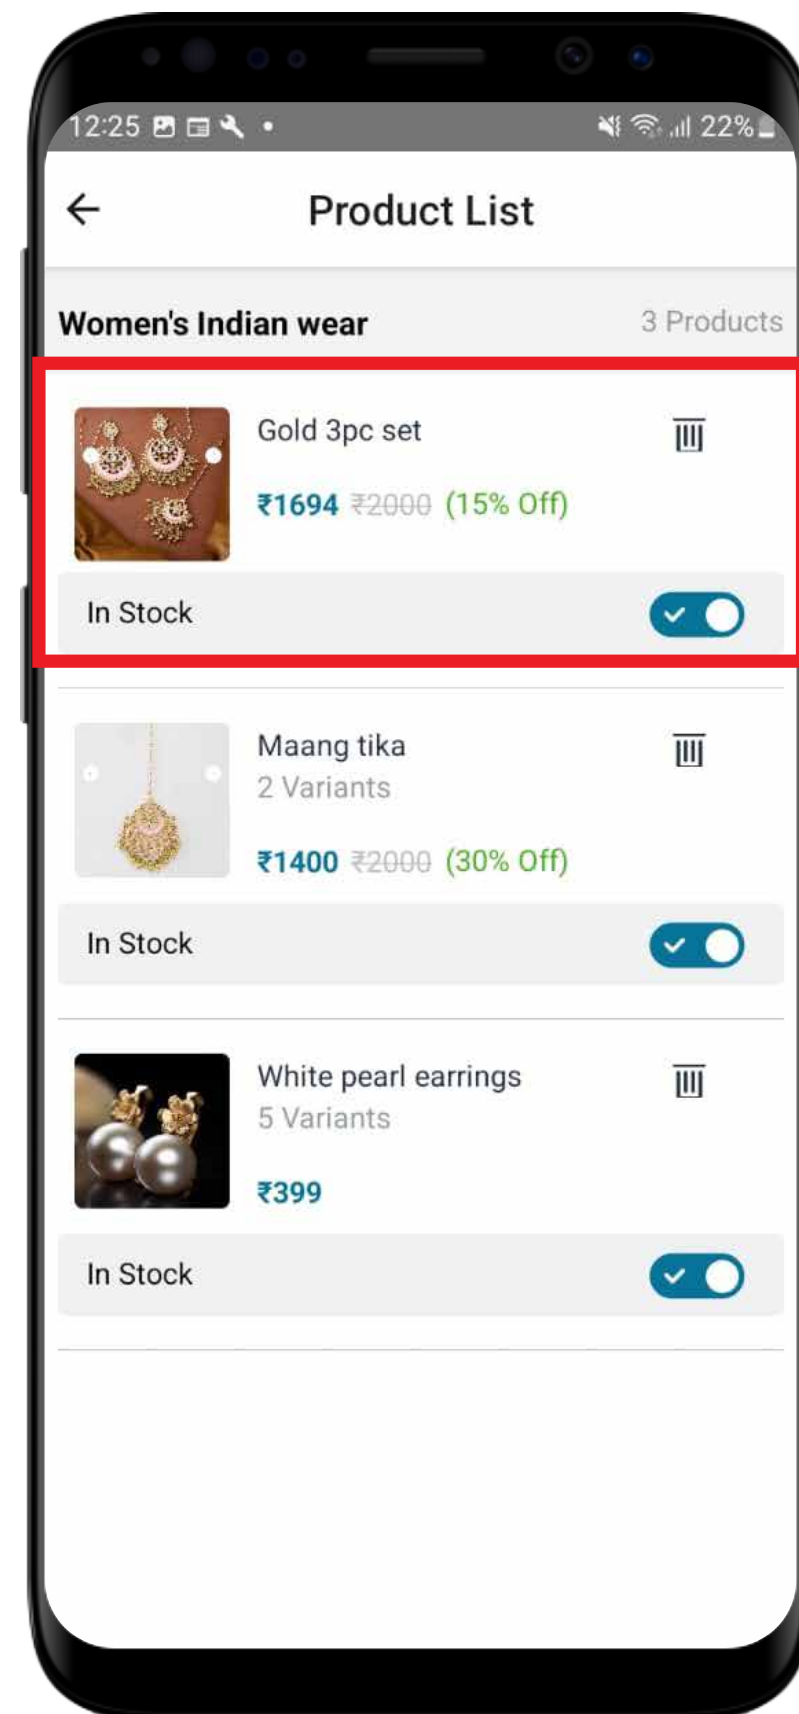 12:25 22%
Product List
Women's Indian wear 3 Products
Gold 3pc set
₹1694 ₹2000 (15% Off)
In Stock
Maang tika
2 Variants
₹1400 ₹2000 (30% Off)
In Stock
White pearl earrings
5 Variants
₹399
In Stock